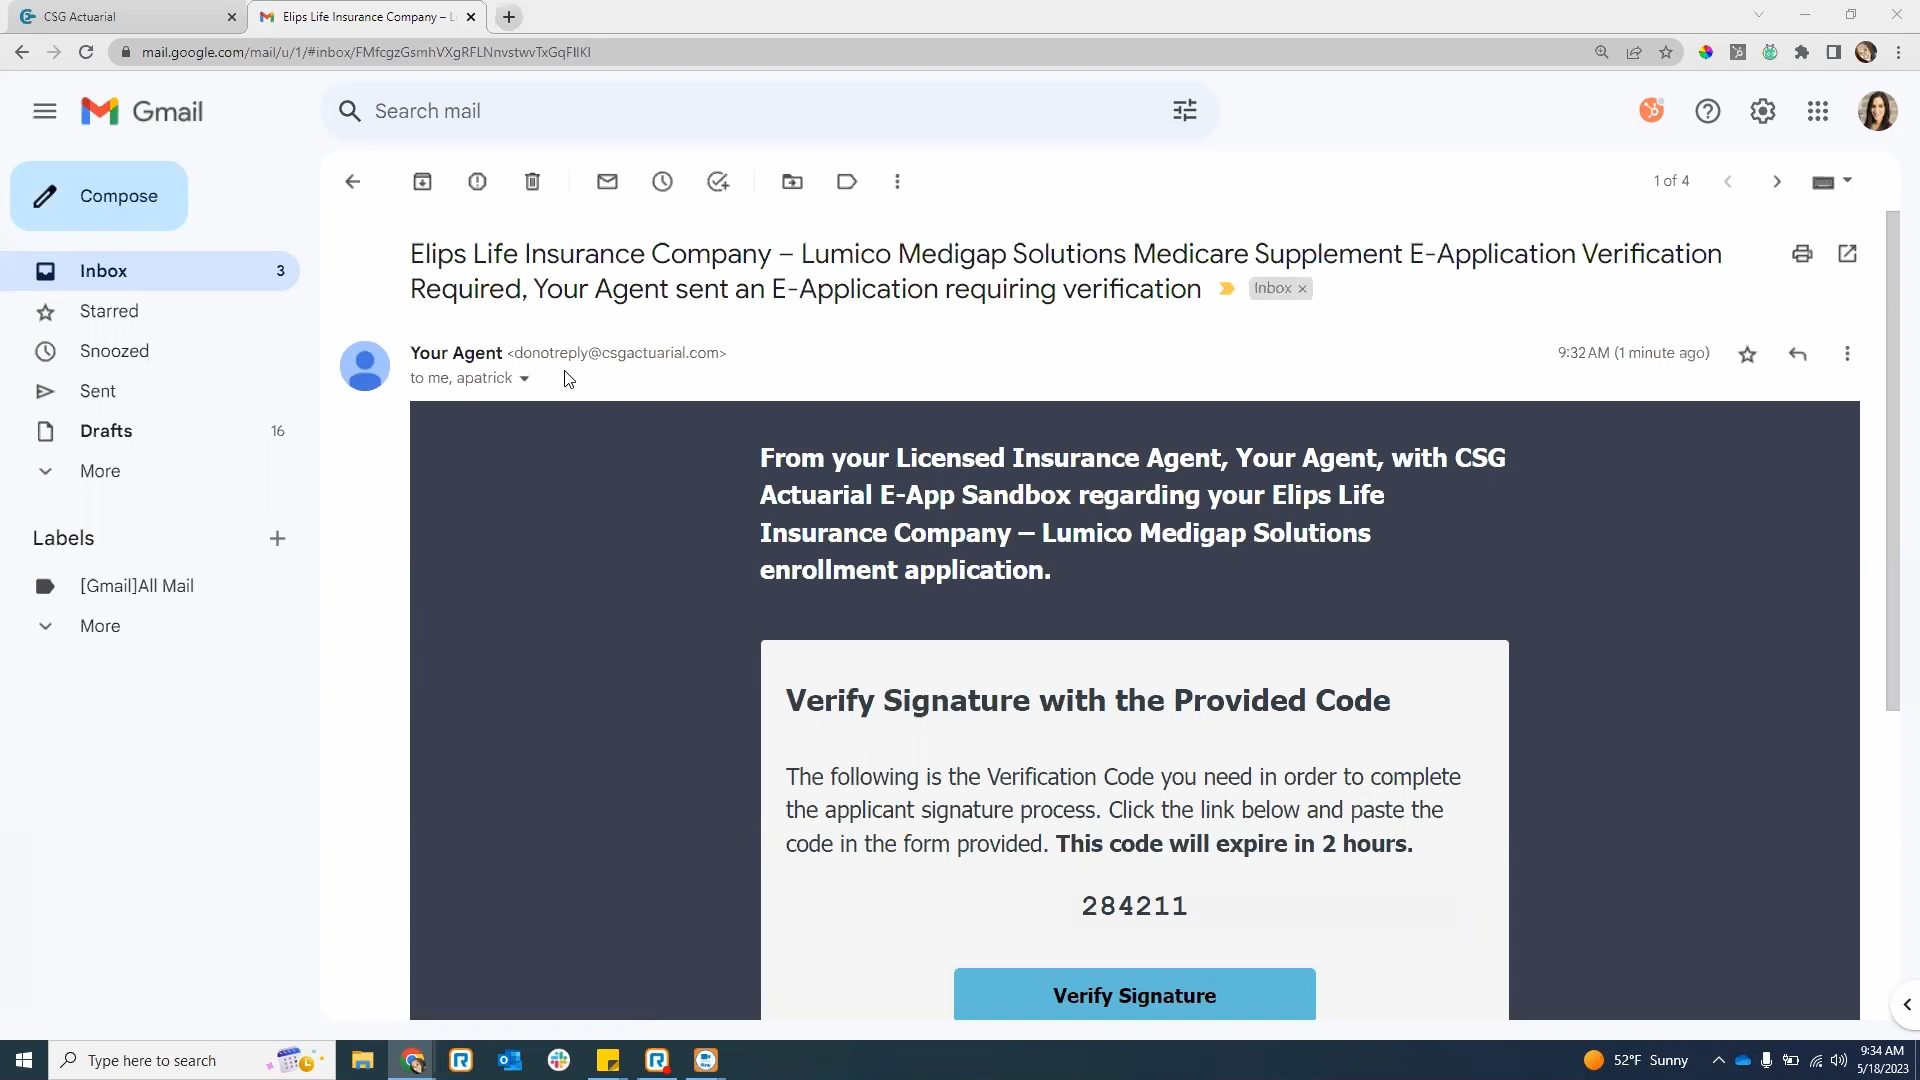 CSG Actuarial
Elips Life Insurance Company – L
mail.google.com/mail/u/1/#inbox/FMfcgzGsmhVXgRFLNnvstwvTxGqFllKl
Gmail
Search mail
Compose
1 of 4
Inbox 3
Starred
Snoozed
Sent
Drafts 16
More
Labels
[Gmail]All Mail
More
Elips Life Insurance Company – Lumico Medigap Solutions Medicare Supplement E-Application Verification
Required, Your Agent sent an E-Application requiring verification Inbox ×
Your Agent <donotreply@csgactuarial.com> 9:32 AM (1 minute ago)
to me, apatrick
From your Licensed Insurance Agent, Your Agent, with CSG
Actuarial E-App Sandbox regarding your Elips Life
Insurance Company – Lumico Medigap Solutions
enrollment application.
Verify Signature with the Provided Code
The following is the Verification Code you need in order to complete
the applicant signature process. Click the link below and paste the
code in the form provided. This code will expire in 2 hours.
284211
Verify Signature
Type here to search
52°F Sunny
9:34 AM
5/18/2023